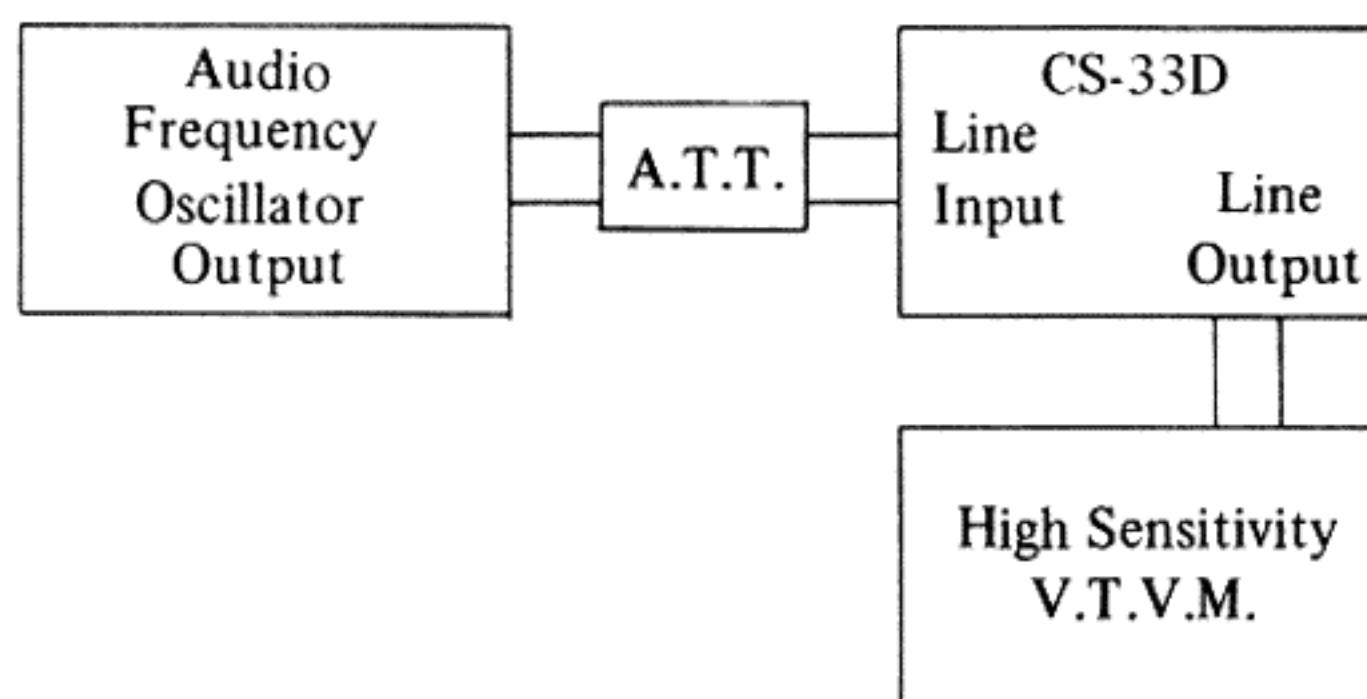 Audio
Frequency
Oscillator
Output
A.T.T.
CS-33D
Line
Input
Line
Output
High Sensitivity
V.T.V.M.